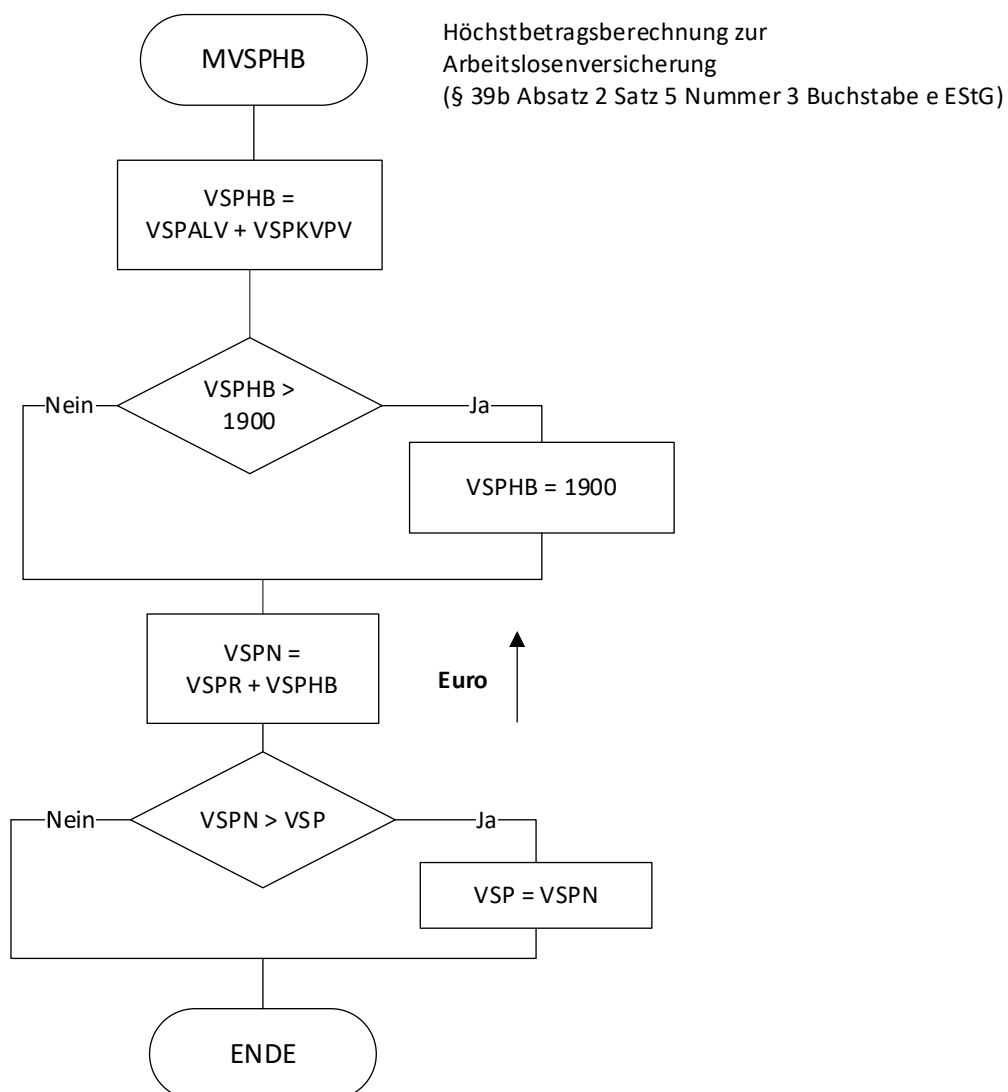 MVSPHB
Höchstbetragsberechnung zur
Arbeitslosenversicherung
(§ 39b Absatz 2 Satz 5 Nummer 3 Buchstabe e EStG)
VSPHB =
VSPALV + VSPKVPV
Nein
VSPHB >
1900
Ja
VSPHB = 1900
VSPN =
VSPR + VSPHB
Euro
Nein
VSPN > VSP
Ja
VSP = VSPN
ENDE